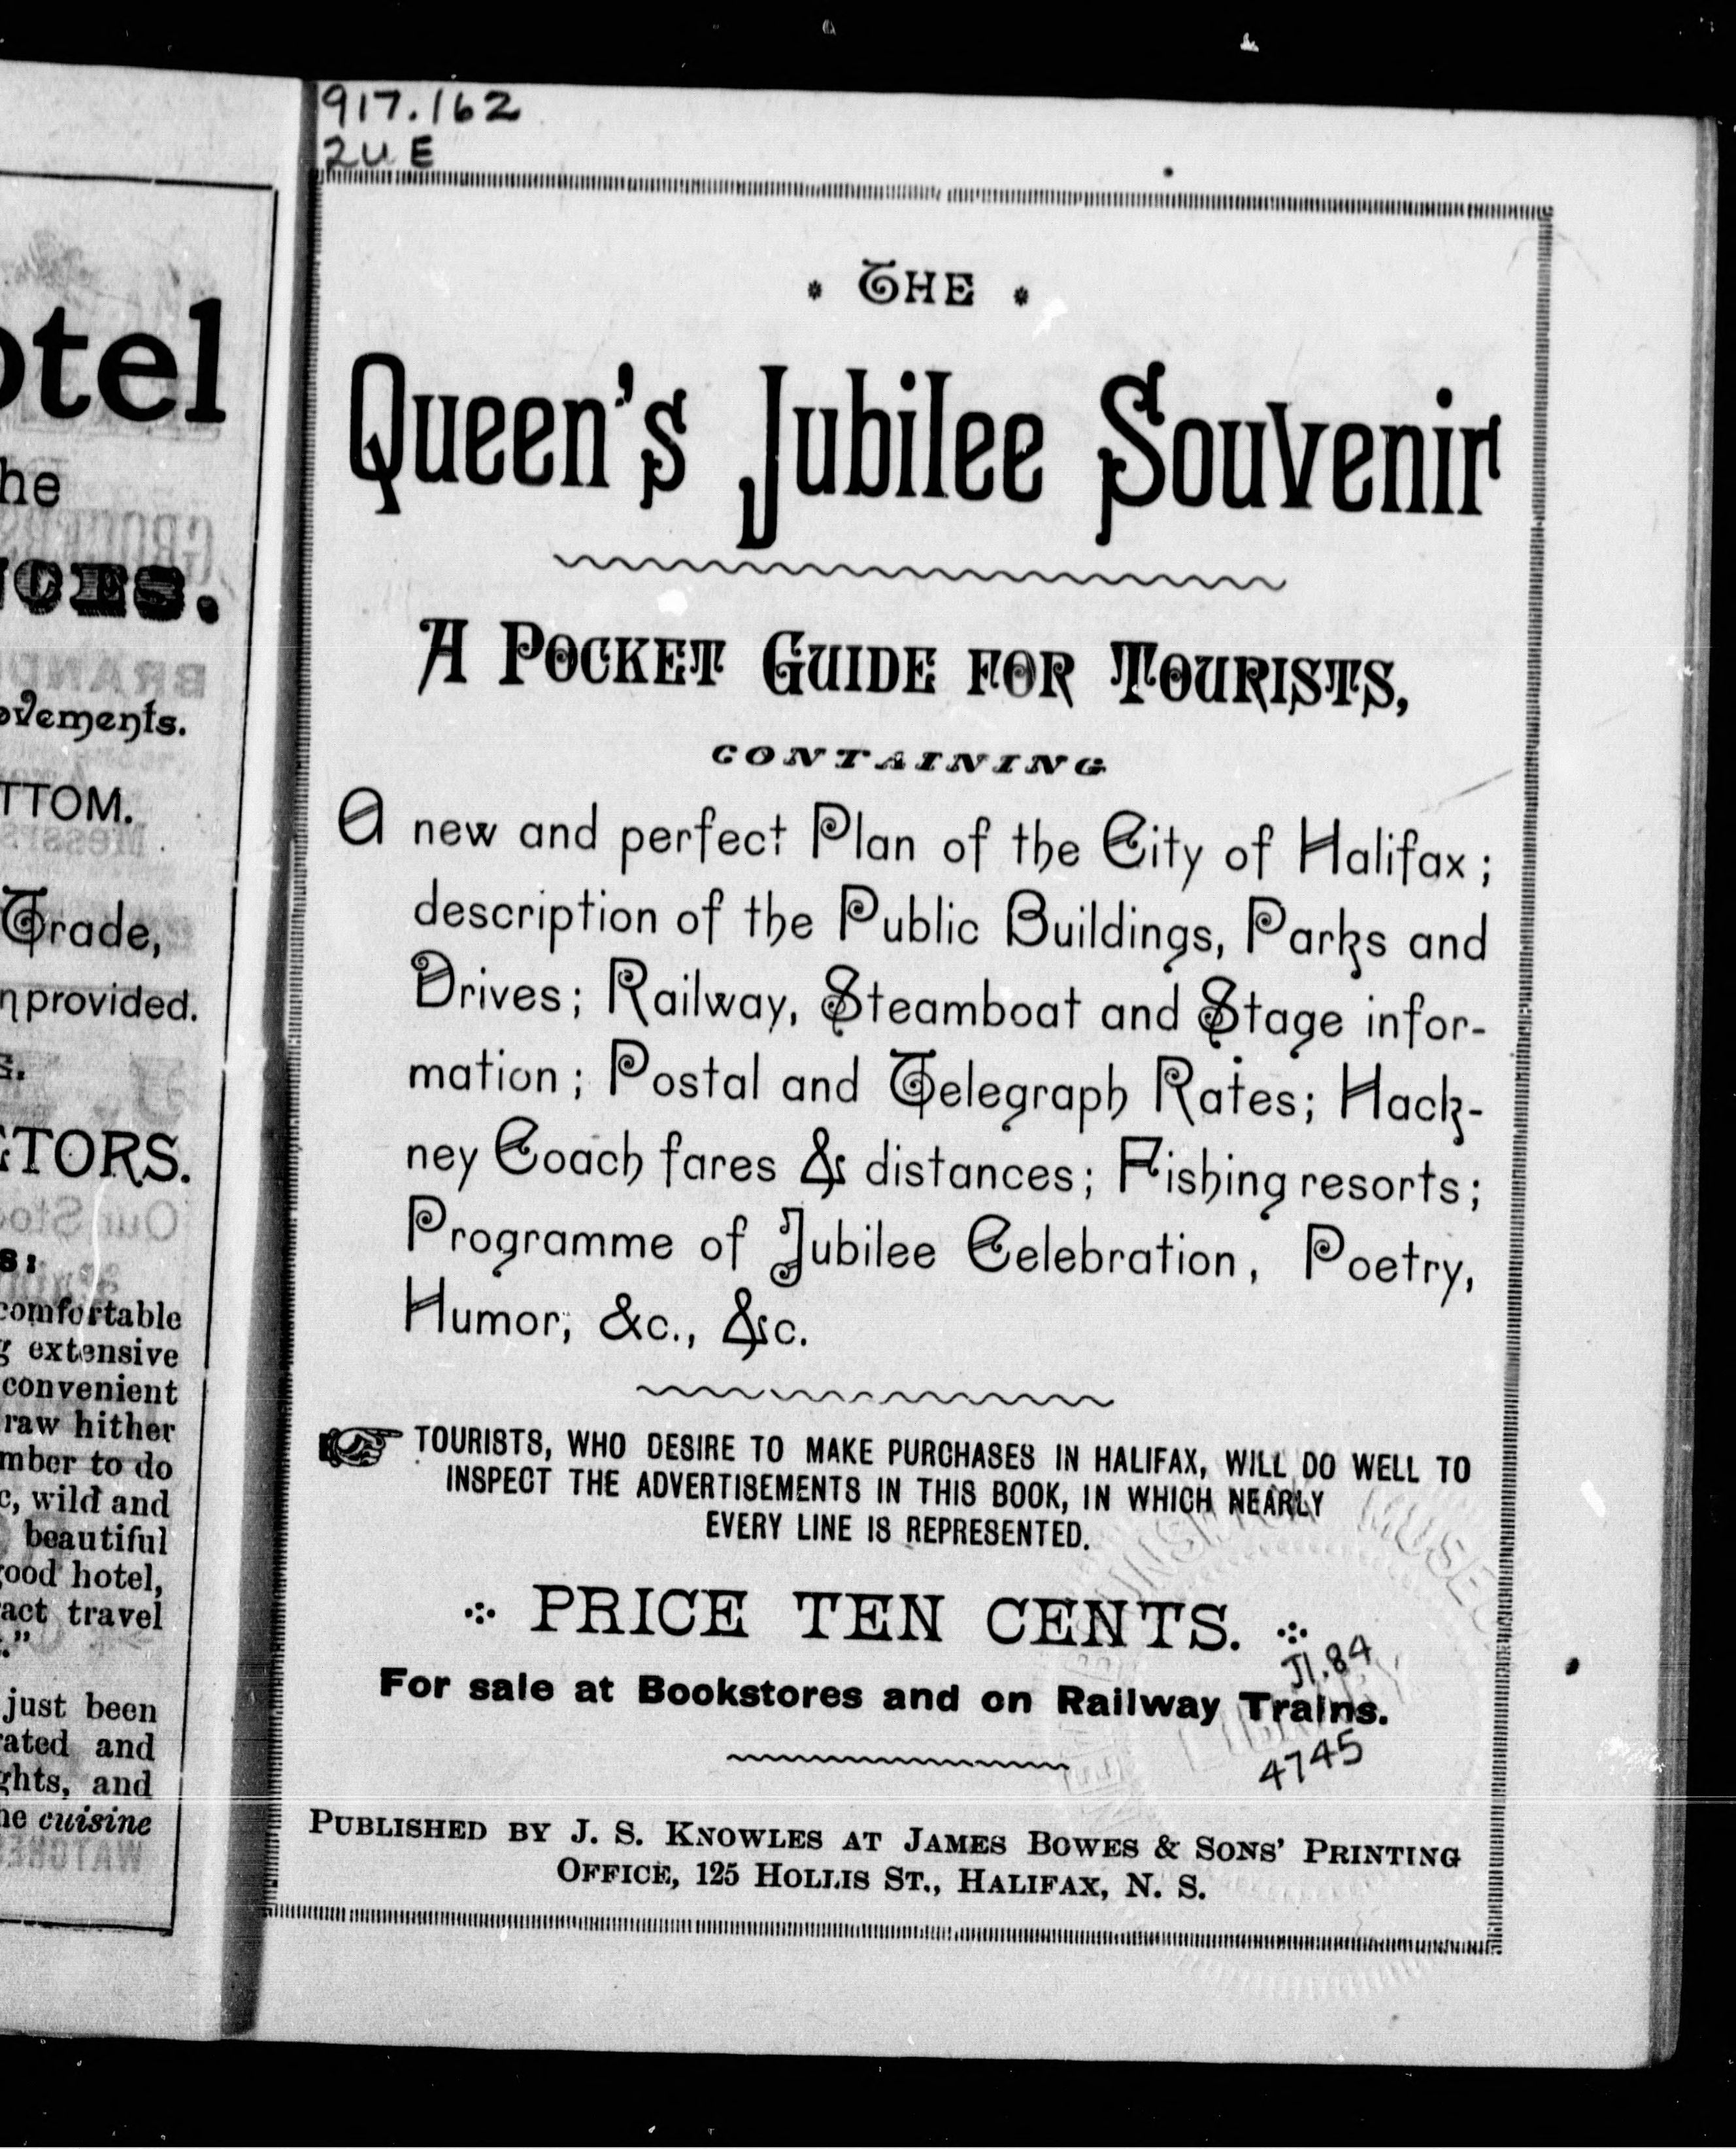 otel
he
NCES.
ovements.
TTOM.
Trade,
n provided.
s.
CTORS.
s:
comfortable
g extensive
convenient
raw hither
mber to do
c, wild and
beautiful
good hotel,
act travel
."
just been
rated and
ghts, and
he cuisine
917.162
2UE
THE
Queen's Jubilee Souvenir
A POCKET GUIDE FOR TOURISTS,
CONTAINING
A new and perfect Plan of the City of Halifax;
description of the Public Buildings, Parks and
Drives; Railway, Steamboat and Stage infor-
mation; Postal and Telegraph Rates; Hack-
ney Coach fares & distances; Fishing resorts;
Programme of Jubilee Celebration, Poetry,
Humor, &c., &c.
TOURISTS, WHO DESIRE TO MAKE PURCHASES IN HALIFAX, WILL DO WELL TO
INSPECT THE ADVERTISEMENTS IN THIS BOOK, IN WHICH NEARLY
EVERY LINE IS REPRESENTED.
PRICE TEN CENTS.
Jl.84
For sale at Bookstores and on Railway Trains.
4745
PUBLISHED BY J. S. KNOWLES AT JAMES BOWES & SONS' PRINTING
OFFICE, 125 HOLLIS ST., HALIFAX, N. S.
MUSEUM
LIBRARY